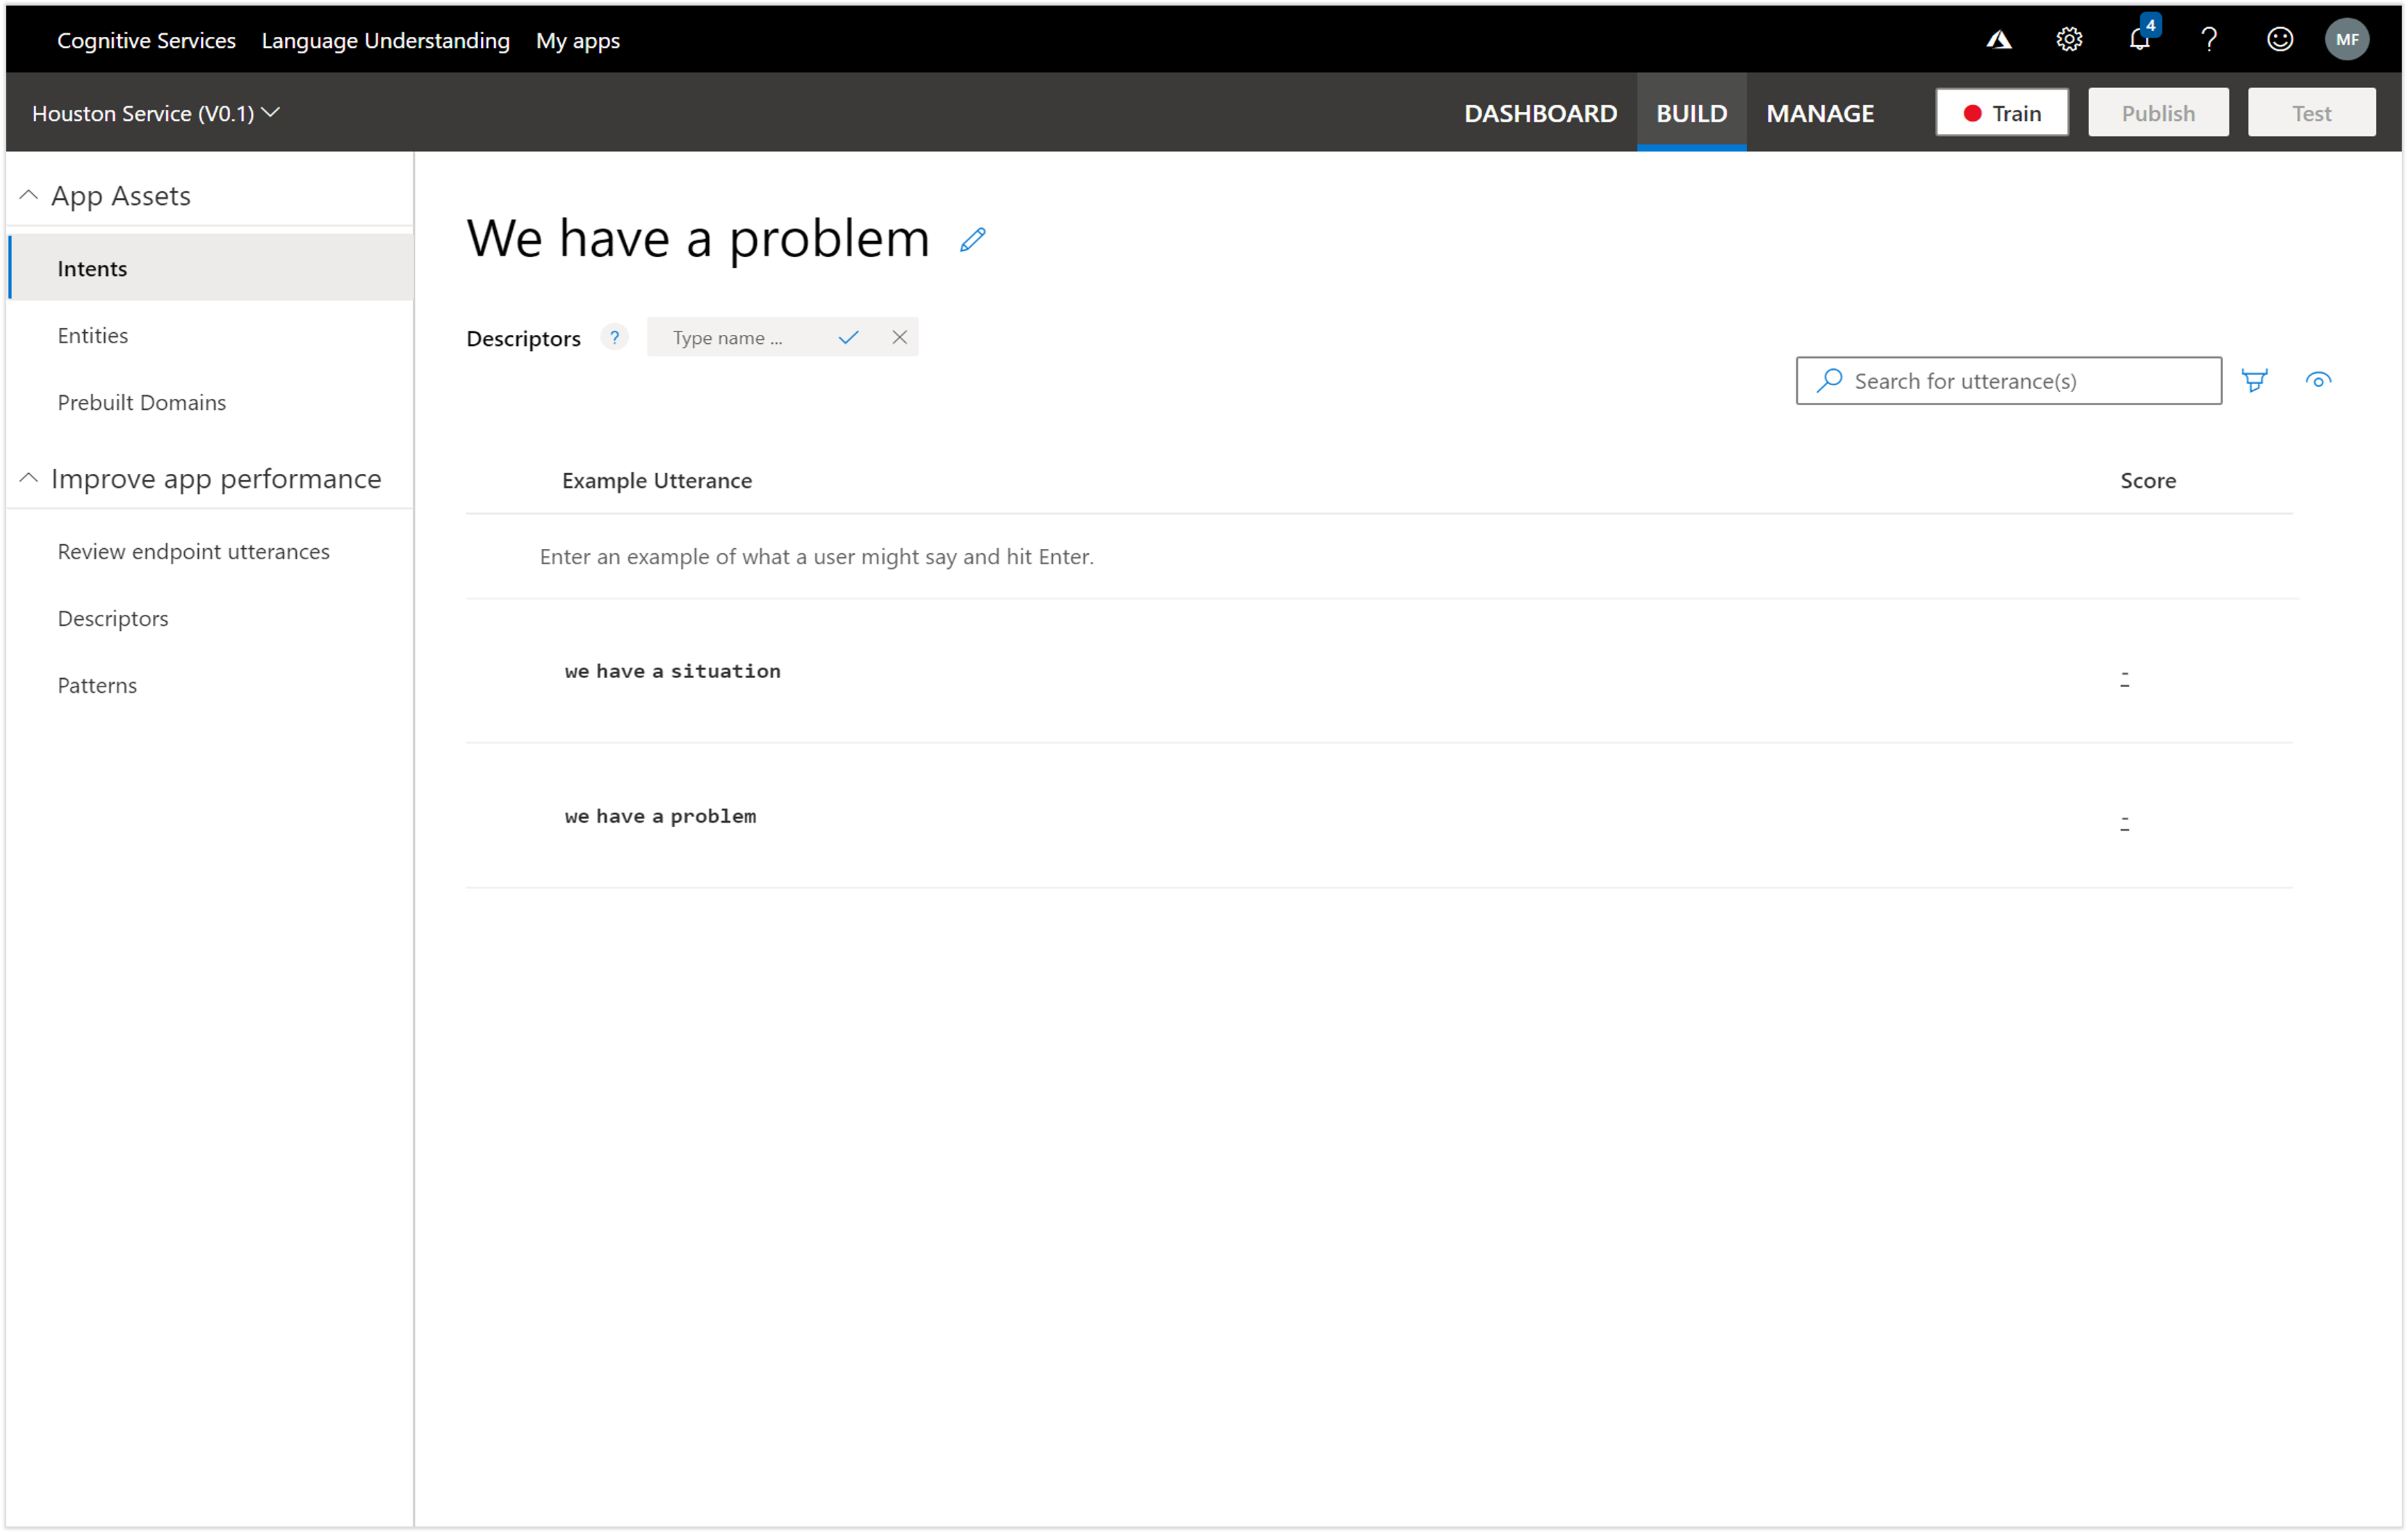 Cognitive Services Language Understanding My apps 4 ? MF
Houston Service (V0.1) DASHBOARD BUILD MANAGE Train Publish Test
App Assets
Intents
Entities
Prebuilt Domains
Improve app performance
Review endpoint utterances
Descriptors
Patterns
We have a problem
Descriptors ? Type name ...
Search for utterance(s)
Example Utterance Score
Enter an example of what a user might say and hit Enter.
we have a situation -
we have a problem -